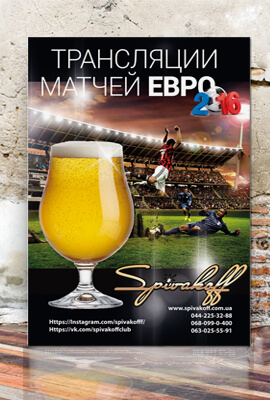 ТРАНСЛЯЦИИ
МАТЧЕЙ ЕВРО
2016
Spivakoff
www.spivakoff.com.ua
044-225-32-88
068-099-0-400
063-025-55-91
Https://Instagram.com/spivakofff/
Https://vk.com/spivakoffclub